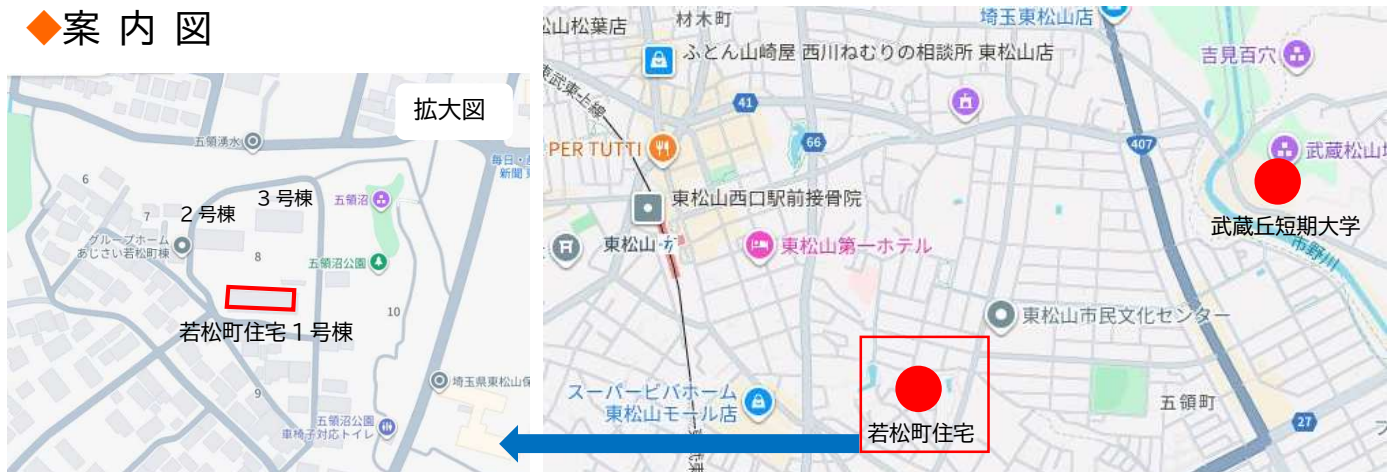 ◆案 内 図
拡大図
五領湧水
毎日・
新聞
6
3 号棟
2 号棟
五領沼
7
グループホーム
あじさい若松町棟
8
五領沼公園
若松町住宅 1 号棟
10
埼玉県東松山保
9
五領沼公園
車椅子対応トイレ
松山松葉店
材木町
埼玉東松山店
ふとん山崎屋 西川ねむりの相談所 東松山店
吉見百穴
東武東上線
41
66
407
PER TUTTI
武蔵松山城
東松山西口駅前接骨院
武蔵丘短期大学
東松山
東松山第一ホテル
市野川
東松山市民文化センター
スーパービバホーム
東松山モール店
五領町
若松町住宅
27